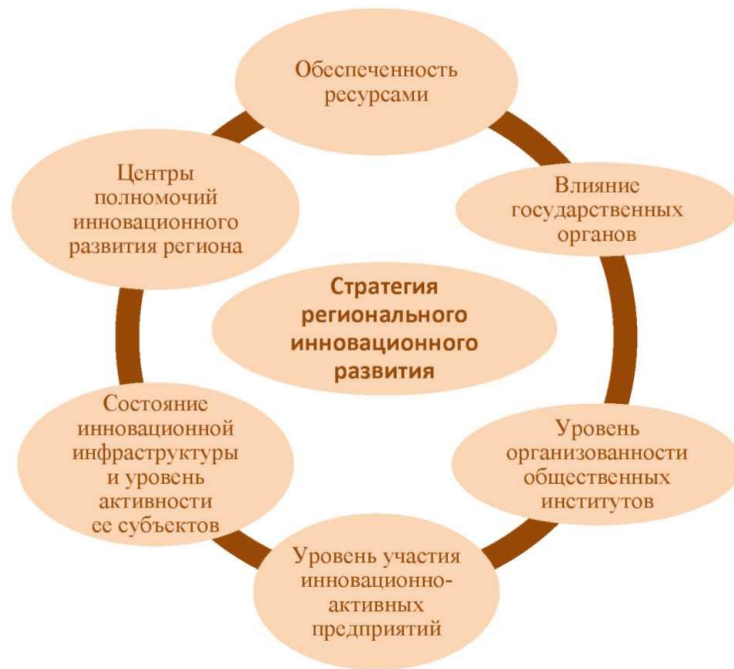 Обеспеченность
ресурсами
Влияние
государственных
органов
Уровень
организованности
общественных
институтов
Уровень участия
инновационно-
активных
предприятий
Состояние
инновационной
инфраструктуры
и уровень
активности
ее субъектов
Центры
полномочий
инновационного
развития региона
Стратегия
регионального
инновационного
развития